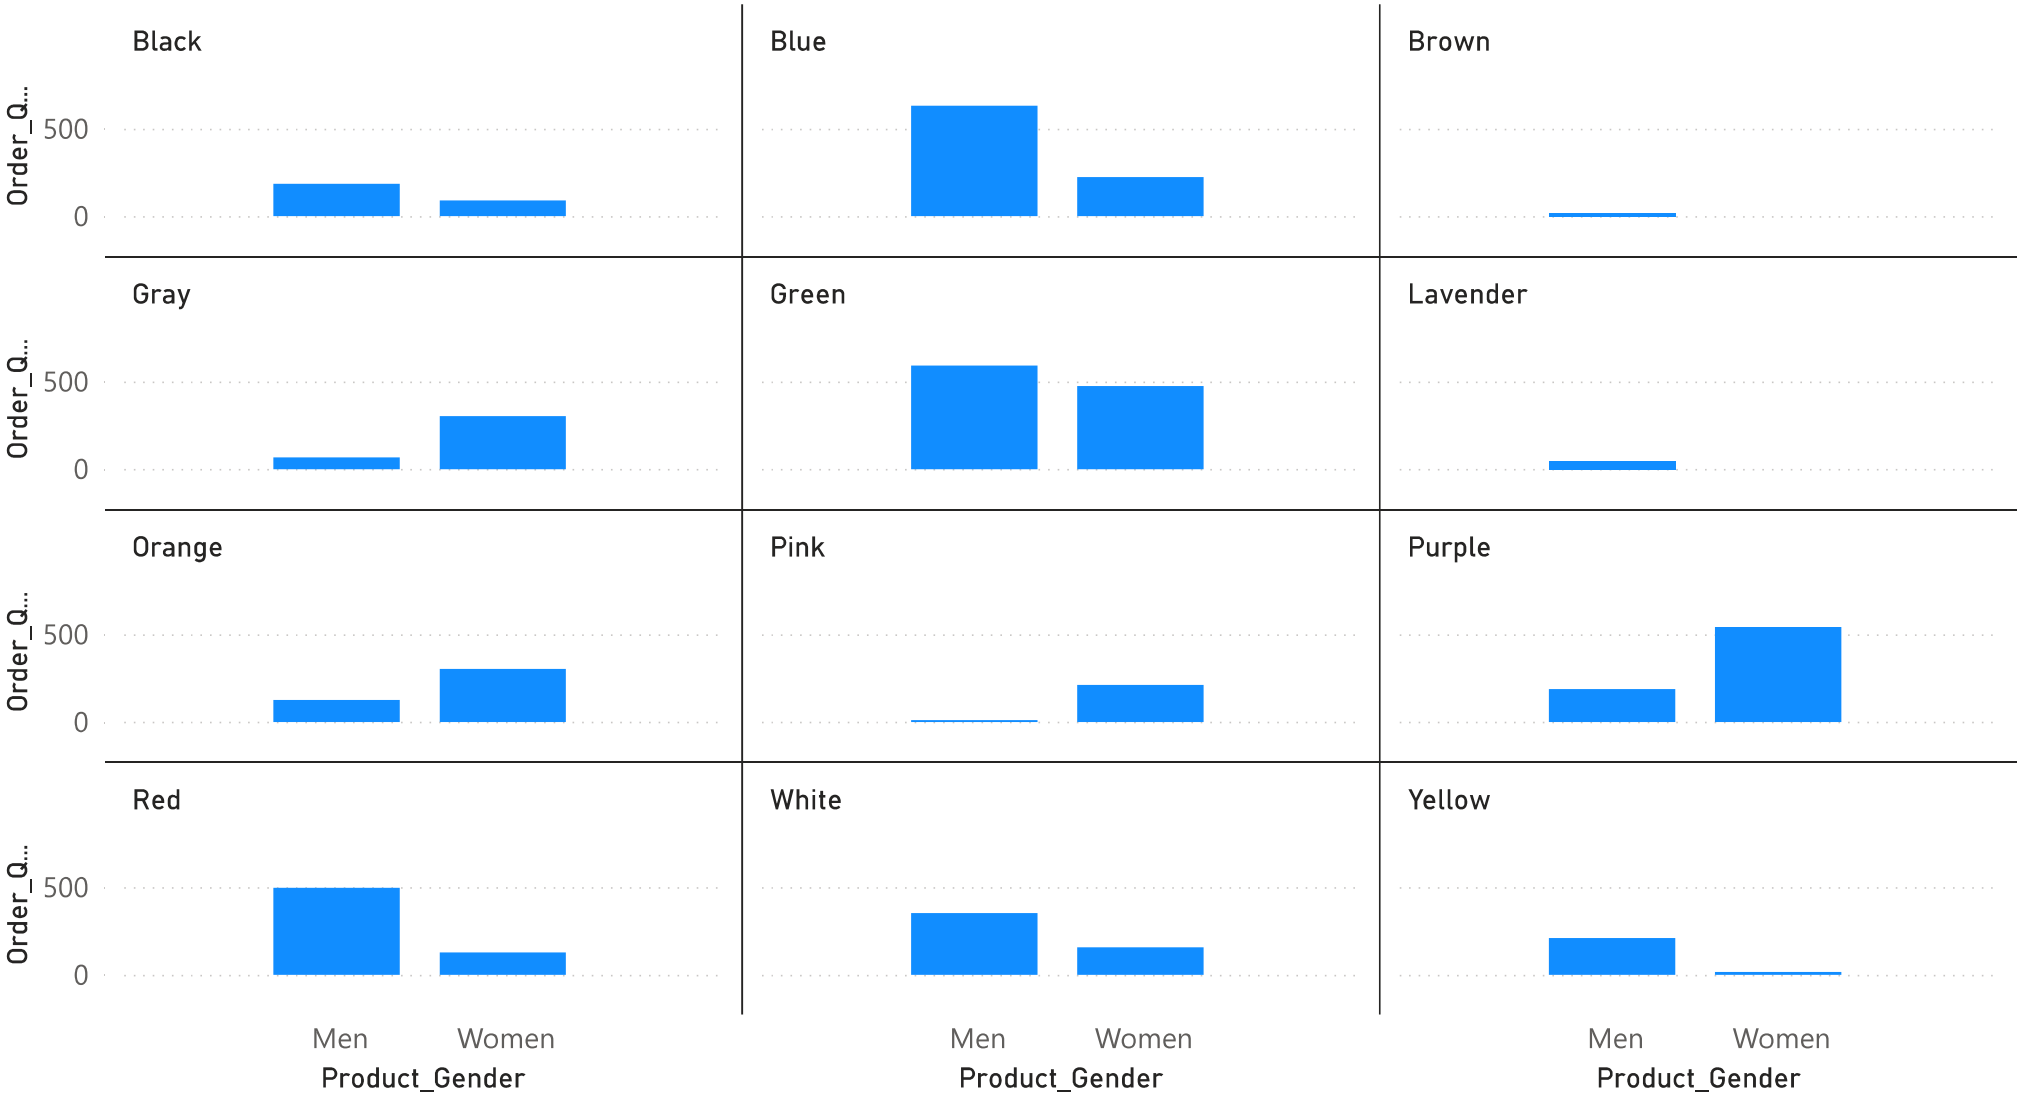 Black
Blue
Brown
Order_Q...
500
0
Gray
Green
Lavender
Order_Q...
500
0
Orange
Pink
Purple
Order_Q...
500
0
Red
White
Yellow
Order_Q...
500
0
Men Women
Men Women
Men Women
Product_Gender
Product_Gender
Product_Gender